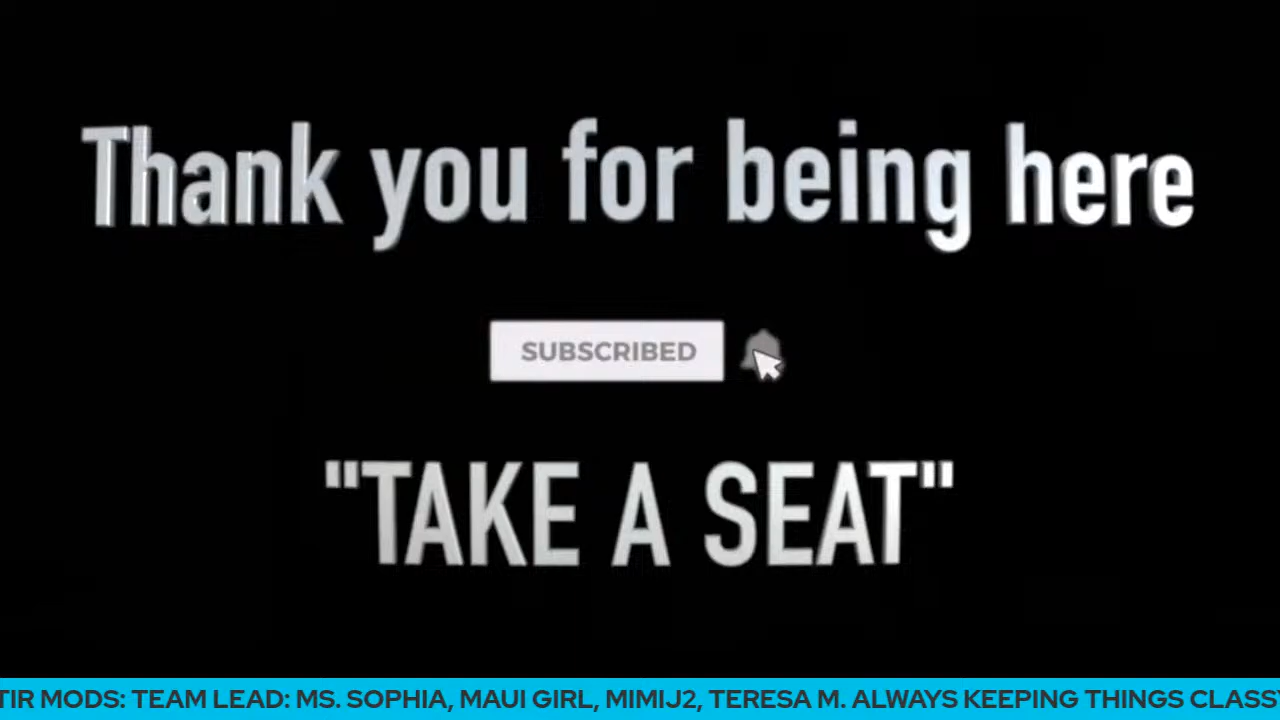 Thank you for being here
SUBSCRIBED
"TAKE A SEAT"
TIR MODS: TEAM LEAD: MS. SOPHIA, MAUI GIRL, MIMIJ2, TERESA M. ALWAYS KEEPING THINGS CLASSY